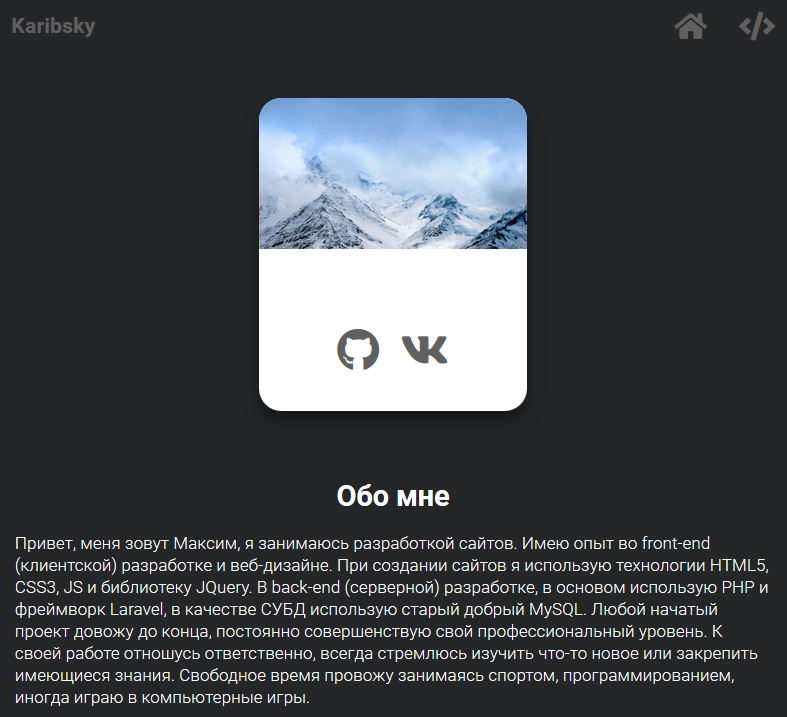 Karibsky
Обо мне
Привет, меня зовут Максим, я занимаюсь разработкой сайтов. Имею опыт во front-end
(клиентской) разработке и веб-дизайне. При создании сайтов я использую технологии HTML5,
CSS3, JS и библиотеку JQuery. В back-end (серверной) разработке, в основом использую PHP и
фреймворк Laravel, в качестве СУБД использую старый добрый MySQL. Любой начатый
проект довожу до конца, постоянно совершенствую свой профессиональный уровень. К
своей работе отношусь ответственно, всегда стремлюсь изучить что-то новое или закрепить
имеющиеся знания. Свободное время провожу занимаясь спортом, программированием,
иногда играю в компьютерные игры.